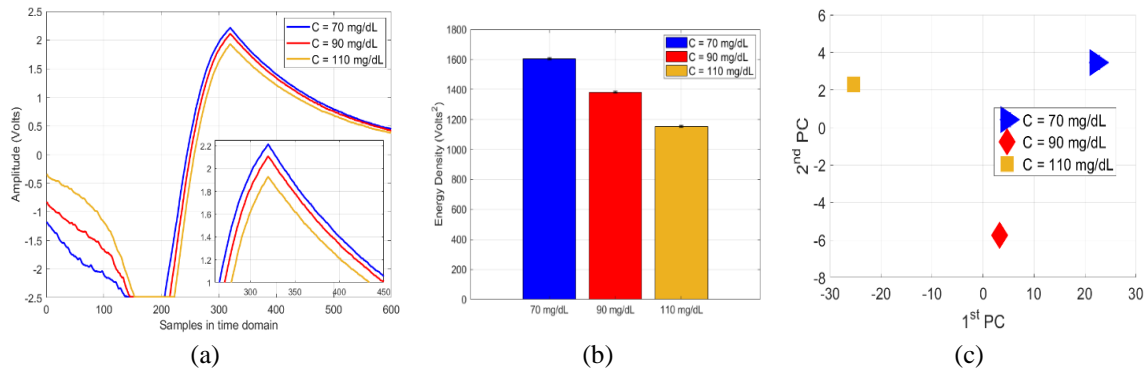 2.5
2
1.5
1
0.5
0
-0.5
-1
-1.5
-2
-2.5
0
100
200
300
400
500
600
Amplitude (Volts)
Samples in time domain
C = 70 mg/dL
C = 90 mg/dL
C = 110 mg/dL
2.2
2
1.8
1.6
1.4
1.2
1
300
350
400
450
(a)
1800
1600
1400
1200
1000
800
600
400
200
0
Energy Density (Volts²)
70 mg/dL
90 mg/dL
110 mg/dL
C = 70 mg/dL
C = 90 mg/dL
C = 110 mg/dL
(b)
6
4
2
0
-2
-4
-6
-8
-30
-20
-10
0
10
20
30
2nd PC
1st PC
C = 70 mg/dL
C = 90 mg/dL
C = 110 mg/dL
(c)